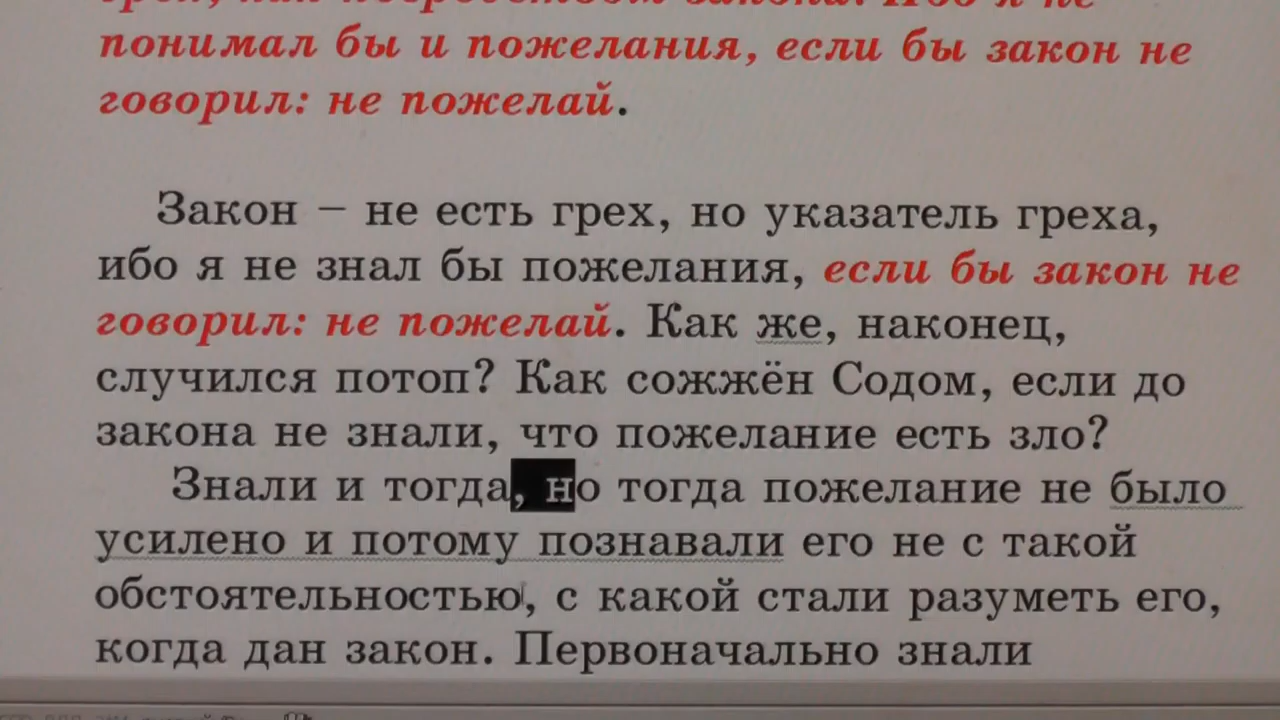 понимал бы и пожелания, если бы закон не
говорил: не пожелай.
Закон – не есть грех, но указатель греха,
ибо я не знал бы пожелания, если бы закон не
говорил: не пожелай. Как же, наконец,
случился потоп? Как сожжён Содом, если до
закона не знали, что пожелание есть зло?
Знали и тогда, но тогда пожелание не было
усилено и потому познавали его не с такой
обстоятельностью, с какой стали разуметь его,
когда дан закон. Первоначально знали